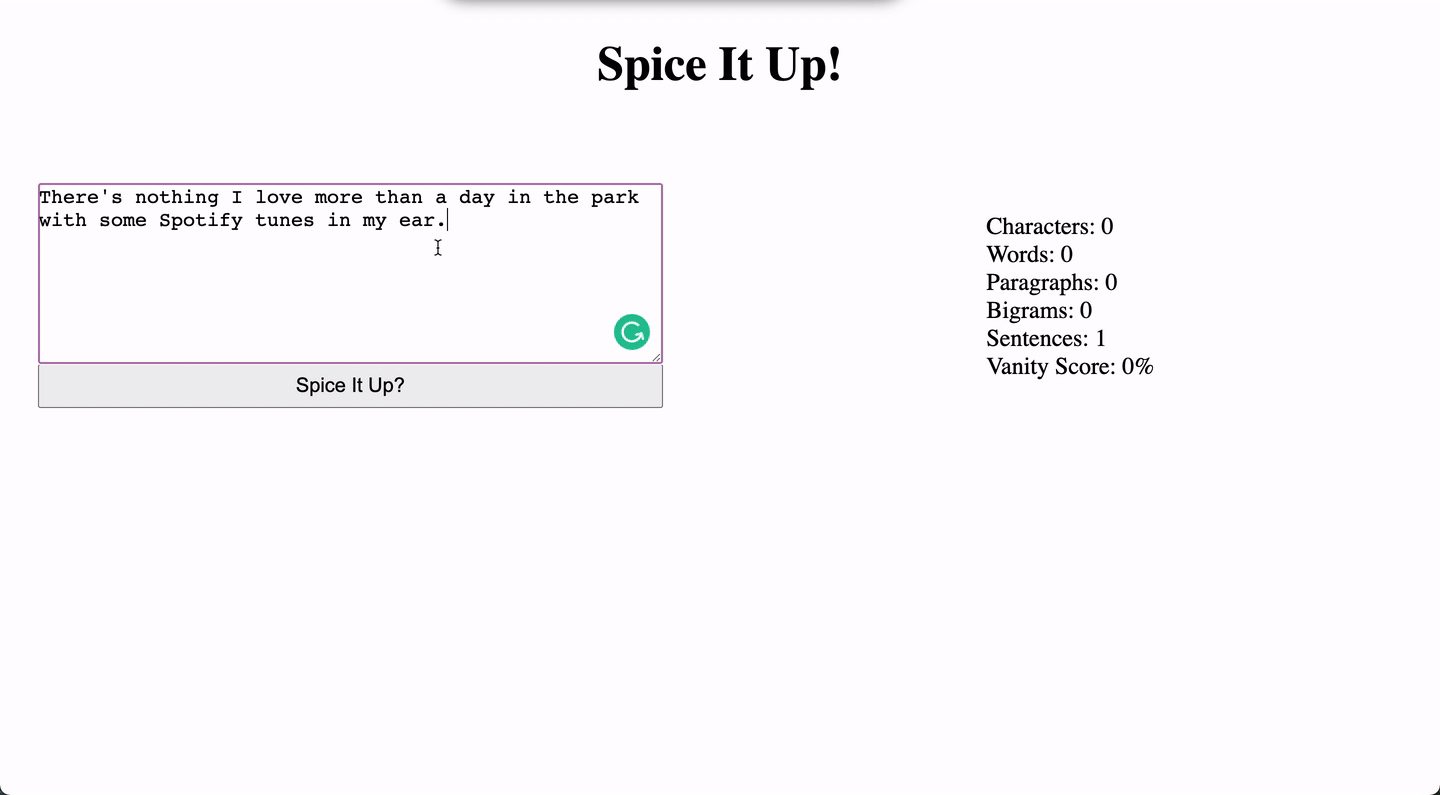 Spice It Up!
There's nothing I love more than a day in the park
with some Spotify tunes in my ear.
Characters: 0
Words: 0
Paragraphs: 0
Bigrams: 0
Sentences: 1
Vanity Score: 0%
Spice It Up?